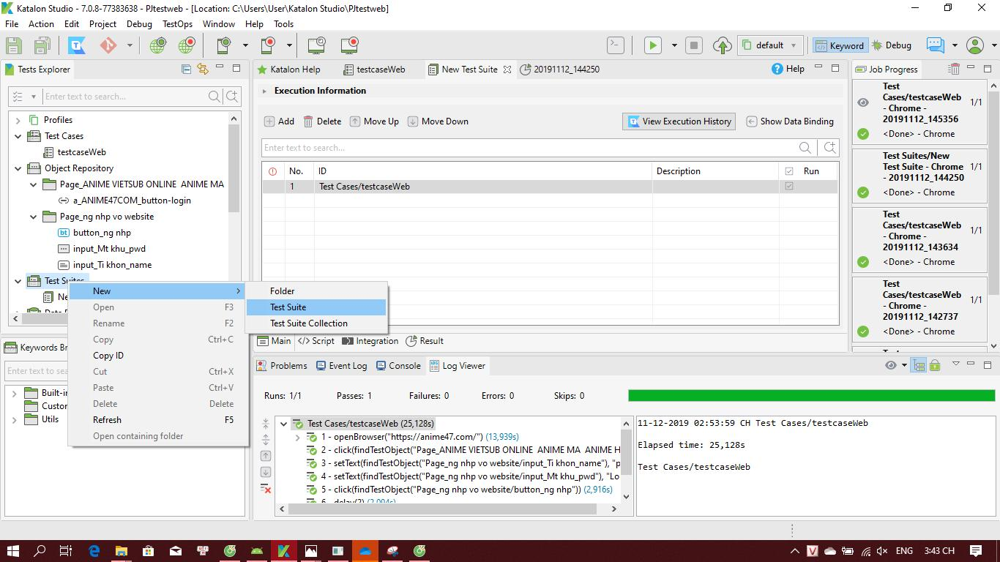 Katalon Studio - 7.0.8-77383638 - PJtestweb - [Location: C:\Users\User\Katalon Studio\PJtestweb]
File Action Edit Project Debug TestOps Window Help Tools
default
Keyword
Debug
Tests Explorer
Enter text to search...
Profiles
Test Cases
testcaseWeb
Object Repository
Page_ANIME VIETSUB ONLINE ANIME MA
a_ANIME47COM_button-login
Page_ng nhp vo website
button_ng nhp
input_Mt khu_pwd
input_Ti khon_name
Test Suites
New F3
Open
Rename F2
Copy Ctrl+C
Copy ID
Cut Ctrl+X
Paste Ctrl+V
Delete Delete
Refresh F5
Open containing folder
Folder
Test Suite
Test Suite Collection
Enter text to sea
Built-i
Utils
Katalon Help
testcaseWeb
New Test Suite
20191112_144250
Help
Execution Information
Add Delete Move Up Move Down
View Execution History
Show Data Binding
Enter text to search...
No. ID Description Run
1 Test Cases/testcaseWeb
Main Script Integration Result
Problems Event Log Console Log Viewer
Runs: 1/1 Passes: 1 Failures: 0 Errors: 0 Skips: 0
Test Cases/testcaseWeb (25,128s)
1 - openBrowser("https://anime47.com/") (13,939s)
2 - click(findTestObject("Page_ANIME VIETSUB ONLINE ANIME MA ANIME H
3 - setText(findTestObject("Page_ng nhp vo website/input_Ti khon_name"), "p
4 - setText(findTestObject("Page_ng nhp vo website/input_Mt khu_pwd"), "Lo
5 - click(findTestObject("Page_ng nhp vo website/button_ng nhp")) (2,916s)
6 - delay(2) (2,094s)
11-12-2019 02:53:59 CH Test Cases/testcaseWeb
Elapsed time: 25,128s
Test Cases/testcaseWeb
Job Progress
Test
Cases/testcaseWeb
- Chrome -
20191112_145356
1/1
<Done> - Chrome
Test Suites/New
Test Suite - Chrome
- 20191112_144250
1/1
<Done> - Chrome
Test
Cases/testcaseWeb
- Chrome -
20191112_143634
1/1
<Done> - Chrome
Test
Cases/testcaseWeb
- Chrome -
20191112_142737
1/1
<Done> - Chrome
ENG
3:43 CH